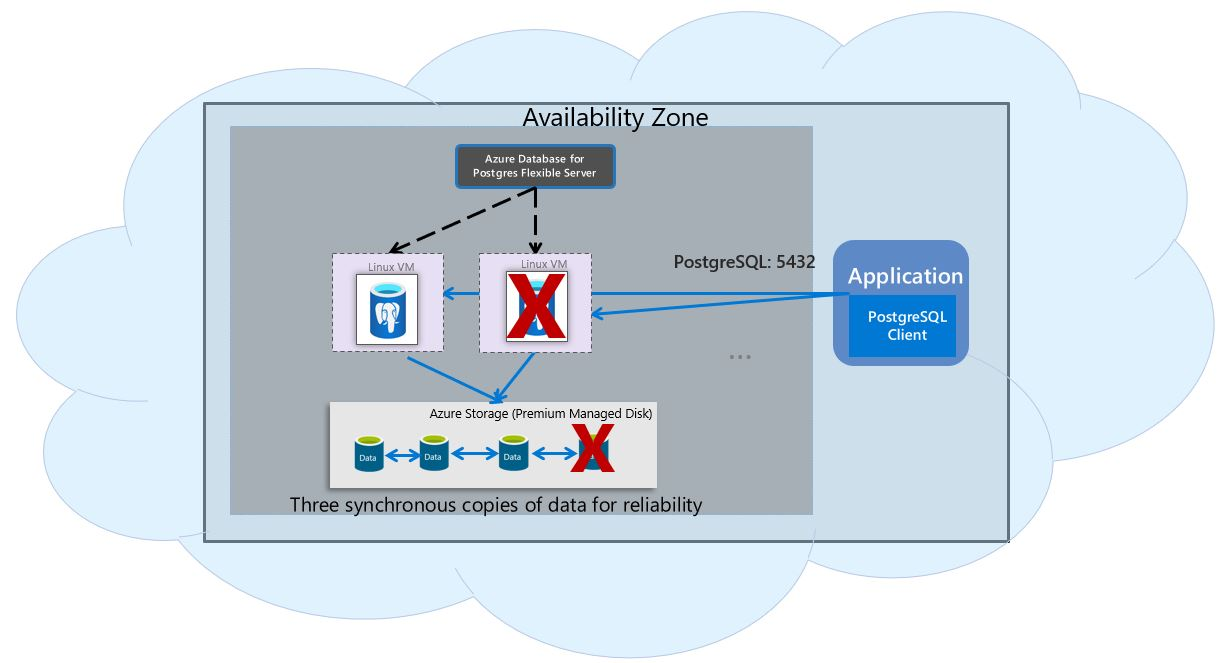 Availability Zone
Azure Database for
Postgres Flexible Server
Linux VM
Linux VM
PostgreSQL: 5432
Application
PostgreSQL
Client
...
Azure Storage (Premium Managed Disk)
Data
Data
Data
Three synchronous copies of data for reliability